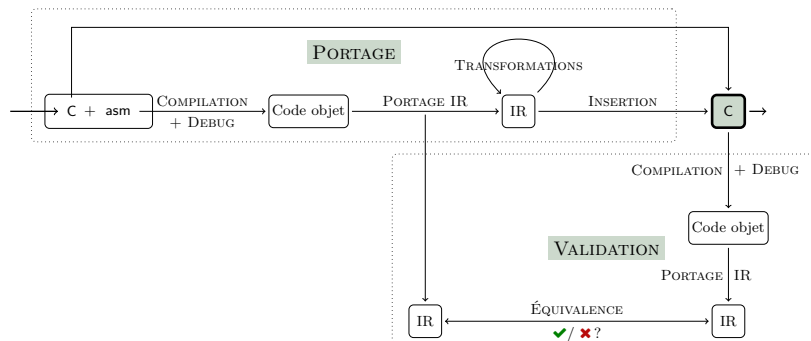 PORTAGE
TRANSFORMATIONS
C + asm
COMPILATION
+ DEBUG
Code objet
PORTAGE IR
IR
INSERTION
C
COMPILATION + DEBUG
Code objet
VALIDATION
PORTAGE IR
IR
ÉQUIVALENCE
✔/ ✖?
IR